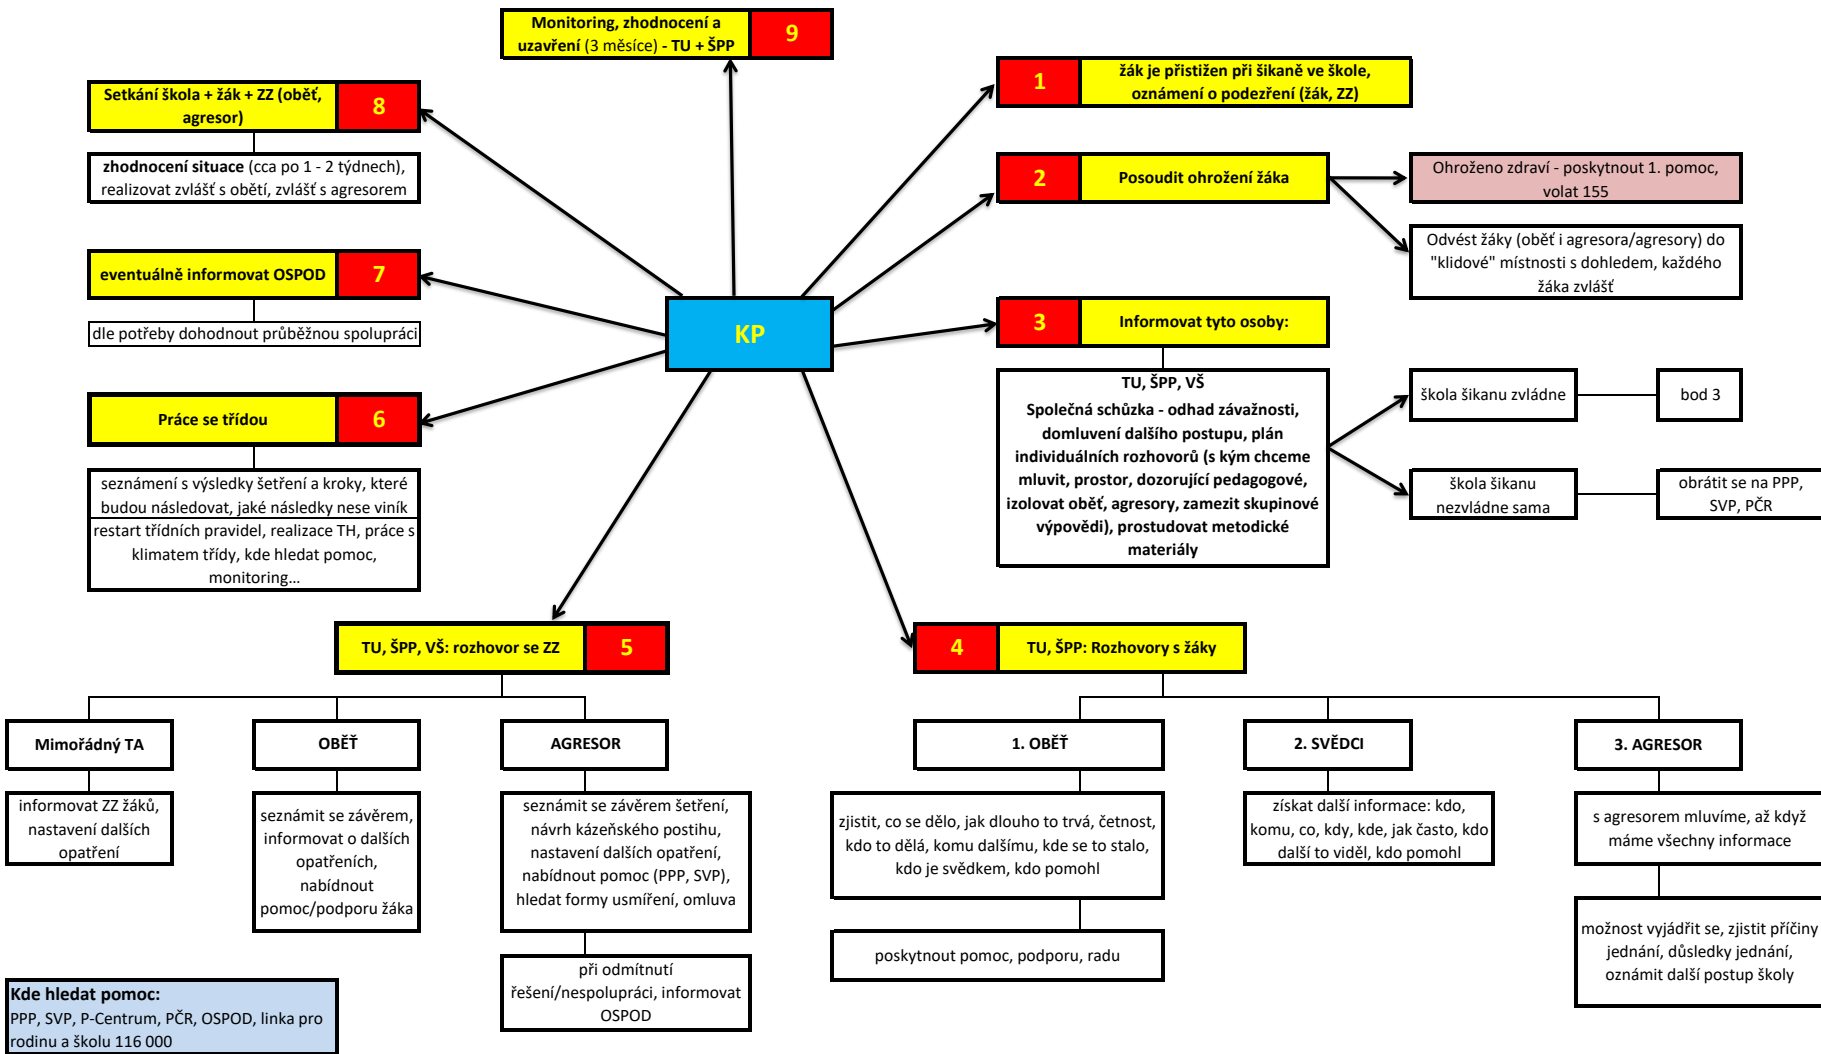 Monitoring, zhodnocení a
uzavření (3 měsíce) - TU + ŠPP
9
1
žák je přistižen při šikaně ve škole,
oznámení o podezření (žák, ZZ)
Setkání škola + žák + ZZ (oběť,
agresor)
8
zhodnocení situace (cca po 1 - 2 týdnech),
realizovat zvlášť s obětí, zvlášť s agresorem
2
Posoudit ohrožení žáka
Ohroženo zdraví - poskytnout 1. pomoc,
volat 155
Odvést žáky (oběť i agresora/agresory) do
"klidové" místnosti s dohledem, každého
žáka zvlášť
eventuálně informovat OSPOD
7
dle potřeby dohodnout průběžnou spolupráci
KP
3
Informovat tyto osoby:
TU, ŠPP, VŠ
Společná schůzka - odhad závažnosti,
domluvení dalšího postupu, plán
individuálních rozhovorů (s kým chceme
mluvit, prostor, dozorující pedagogové,
izolovat oběť, agresory, zamezit skupinové
výpovědi), prostudovat metodické
materiály
škola šikanu zvládne
bod 3
škola šikanu
nezvládne sama
obrátit se na PPP,
SVP, PČR
Práce se třídou
6
seznámení s výsledky šetření a kroky, které
budou následovat, jaké následky nese viník
restart třídních pravidel, realizace TH, práce s
klimatem třídy, kde hledat pomoc,
monitoring...
TU, ŠPP, VŠ: rozhovor se ZZ
5
4
TU, ŠPP: Rozhovory s žáky
Mimořádný TA
informovat ZZ žáků,
nastavení dalších
opatření
OBĚŤ
seznámit se závěrem,
informovat o dalších
opatřeních,
nabídnout
pomoc/podporu žáka
AGRESOR
seznámit se závěrem šetření,
návrh kázeňského postihu,
nastavení dalších opatření,
nabídnout pomoc (PPP, SVP),
hledat formy usmíření, omluva
při odmítnutí
řešení/nespolupráci, informovat
OSPOD
1. OBĚŤ
zjistit, co se dělo, jak dlouho to trvá, četnost,
kdo to dělá, komu dalšímu, kde se to stalo,
kdo je svědkem, kdo pomohl
poskytnout pomoc, podporu, radu
2. SVĚDCI
získat další informace: kdo,
komu, co, kdy, kde, jak často, kdo
další to viděl, kdo pomohl
3. AGRESOR
s agresorem mluvíme, až když
máme všechny informace
možnost vyjádřit se, zjistit příčiny
jednání, důsledky jednání,
oznámit další postup školy
Kde hledat pomoc:
PPP, SVP, P-Centrum, PČR, OSPOD, linka pro
rodinu a školu 116 000